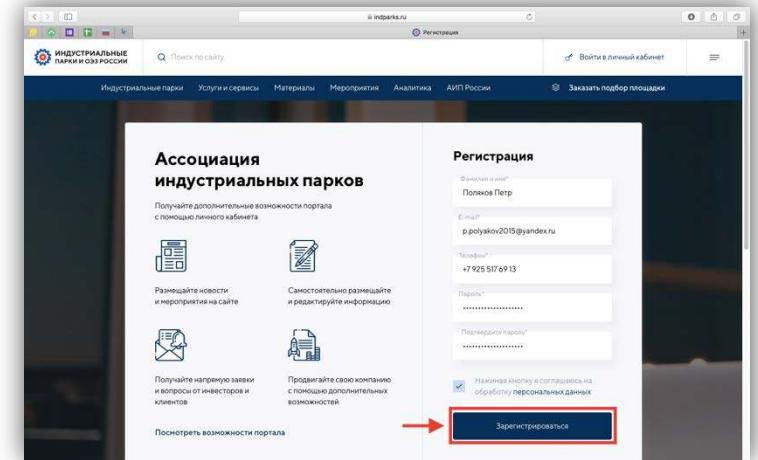 indparks.ru
Регистрация
ИНДУСТРИАЛЬНЫЕ
ПАРКИ И ОЭЗ РОССИИ
Поиск по сайту
Войти в личный кабинет
Индустриальные парки Услуги и сервисы Материалы Мероприятия Аналитика АИП России Заказать подбор площадки
Ассоциация
индустриальных парков
Получайте дополнительные возможности портала
с помощью личного кабинета
Размещайте новости
и мероприятия на сайте
Самостоятельно размещайте
и редактируйте информацию
Получайте напрямую заявки
и вопросы от инвесторов и
клиентов
Продвигайте свою компанию
с помощью дополнительных
возможностей
Посмотреть возможности портала
Регистрация
Фамилия и имя*
Поляков Петр
E-mail*
p.polyakov2015@yandex.ru
Телефон*
+7 925 517 69 13
Пароль*
Подтвердите пароль*
Нажимая кнопку я соглашаюсь на
обработку персональных данных
Зарегистрироваться